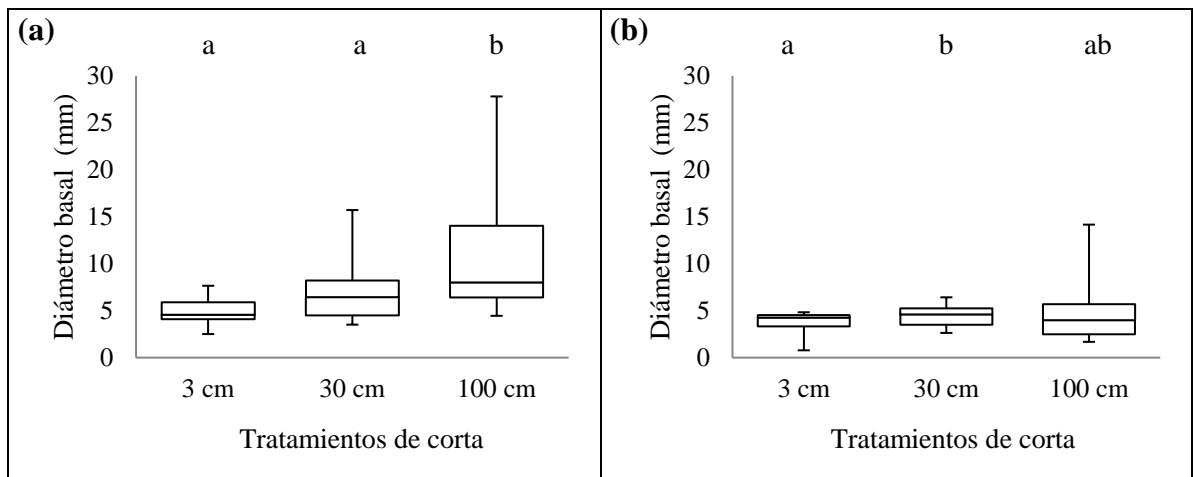 (a)
a a b
Diámetro basal (mm)
30
25
20
15
10
5
0
3 cm 30 cm 100 cm
Tratamientos de corta
(b)
a b ab
Diámetro basal (mm)
30
25
20
15
10
5
0
3 cm 30 cm 100 cm
Tratamientos de corta